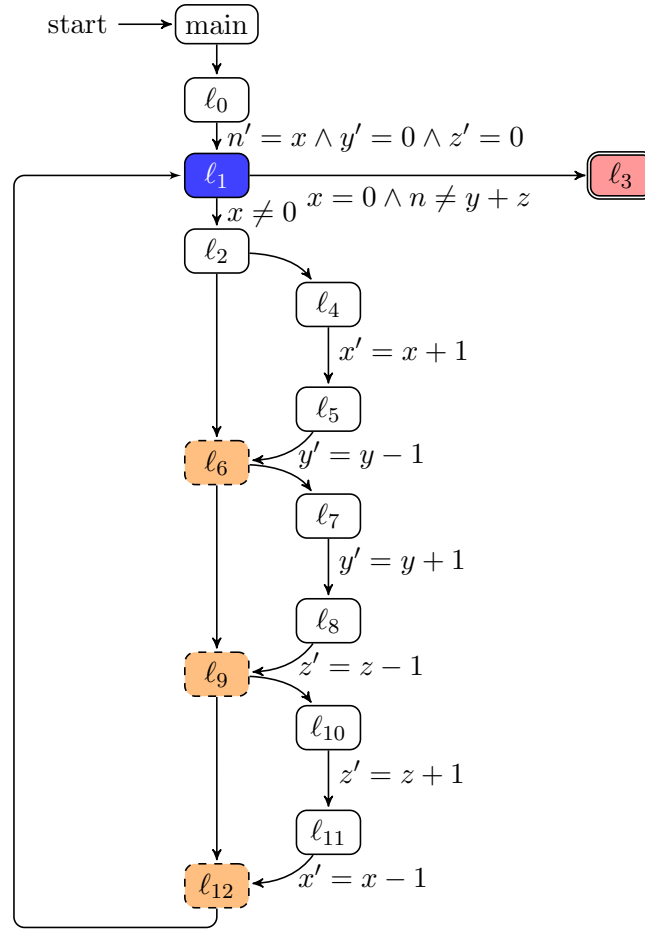 start main
ℓ₀
n′ = x ∧ y′ = 0 ∧ z′ = 0
ℓ₁ ℓ₃
x ≠ 0 x = 0 ∧ n ≠ y + z
ℓ₂
ℓ₄
x′ = x + 1
ℓ₅
ℓ₆ y′ = y − 1
ℓ₇
y′ = y + 1
ℓ₈
ℓ₉ z′ = z − 1
ℓ₁₀
z′ = z + 1
ℓ₁₁
ℓ₁₂ x′ = x − 1